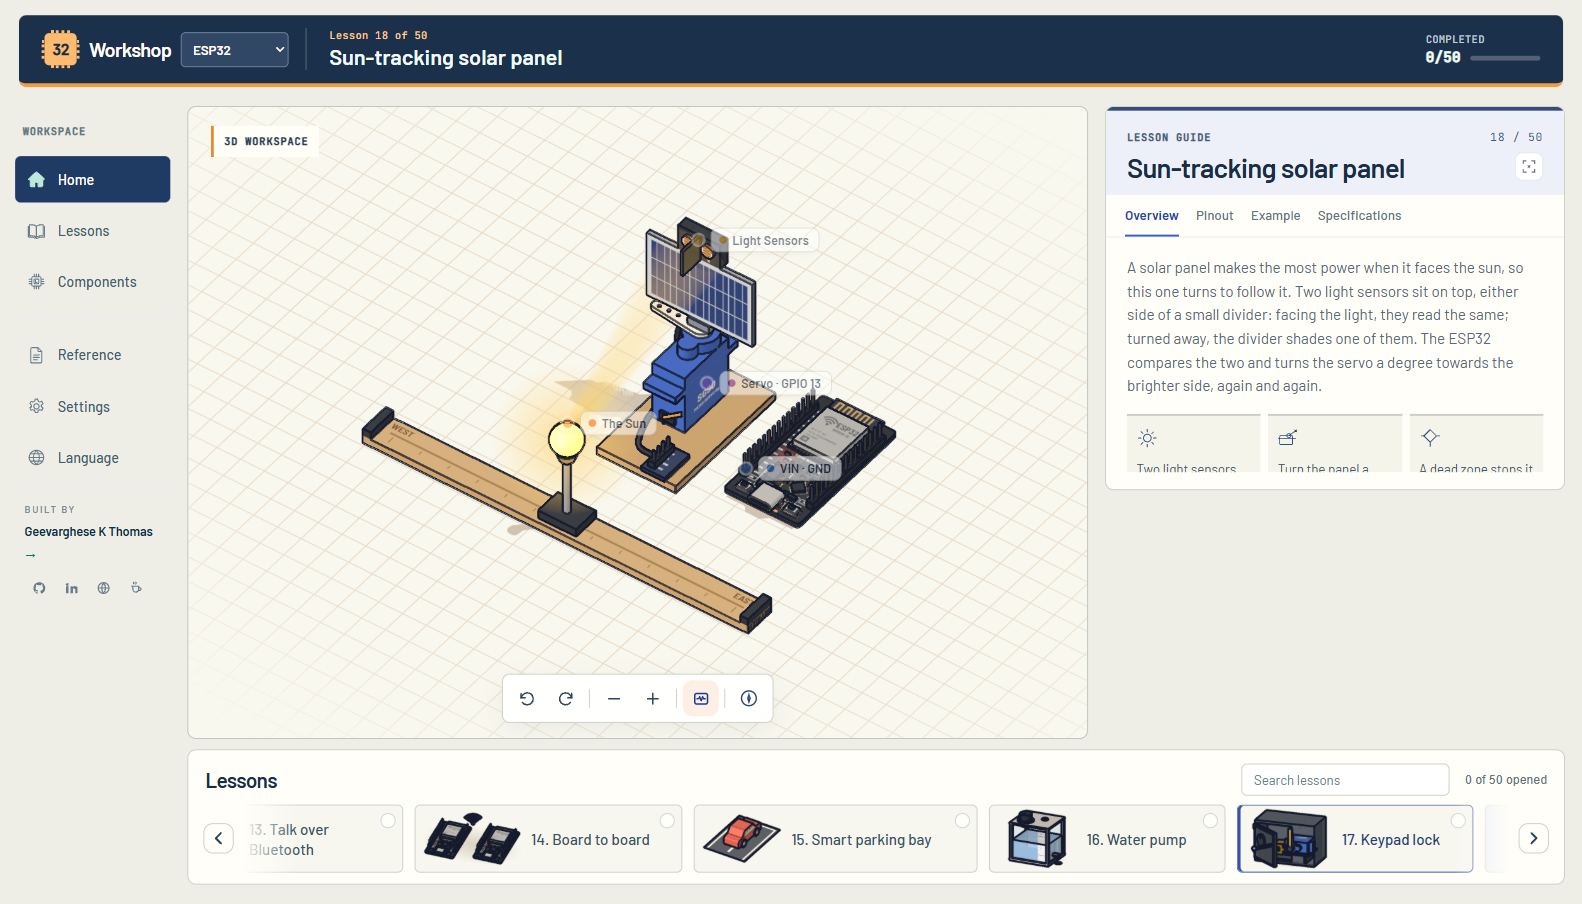 32
Workshop
ESP32
Lesson 18 of 50
Sun-tracking solar panel
COMPLETED
0/50
WORKSPACE
Home
Lessons
Components
Reference
Settings
Language
BUILT BY
Geevarghese K Thomas
→
3D WORKSPACE
Light Sensors
Servo · GPIO 13
The Sun
VIN · GND
WEST
EAST
ESP32
LESSON GUIDE
18 / 50
Sun-tracking solar panel
Overview
Pinout
Example
Specifications
A solar panel makes the most power when it faces the sun, so
this one turns to follow it. Two light sensors sit on top, either
side of a small divider: facing the light, they read the same;
turned away, the divider shades one of them. The ESP32
compares the two and turns the servo a degree towards the
brighter side, again and again.
Two light sensors
Turn the panel a
A dead zone stops it
Lessons
Search lessons
0 of 50 opened
13. Talk over
Bluetooth
14. Board to board
15. Smart parking bay
16. Water pump
17. Keypad lock